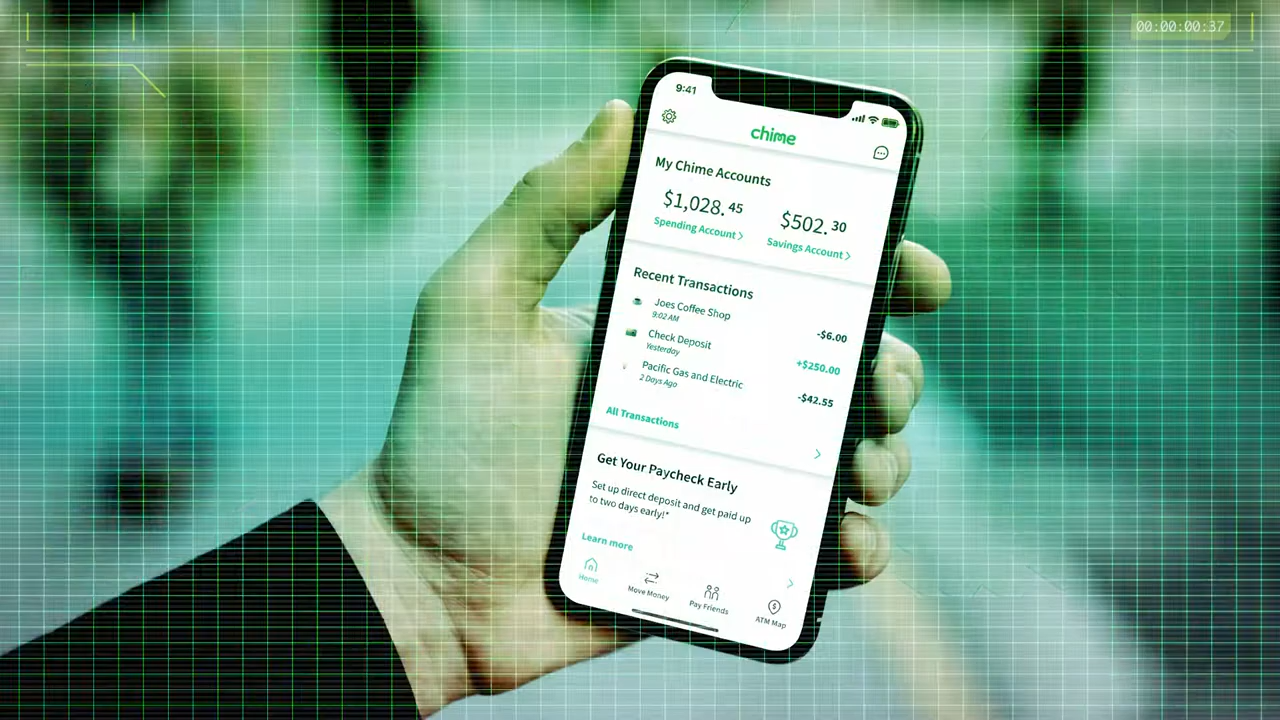 00:00:00:37
9:41
chime
My Chime Accounts
$1,028.45
Spending Account
$502.30
Savings Account
Recent Transactions
Joes Coffee Shop
9:02 AM
-$6.00
Check Deposit
Yesterday
+$250.00
Pacific Gas and Electric
2 Days Ago
-$42.55
All Transactions
Get Your Paycheck Early
Set up direct deposit and get paid up
to two days early!*
Learn more
Home
Move Money
Pay Friends
ATM Map